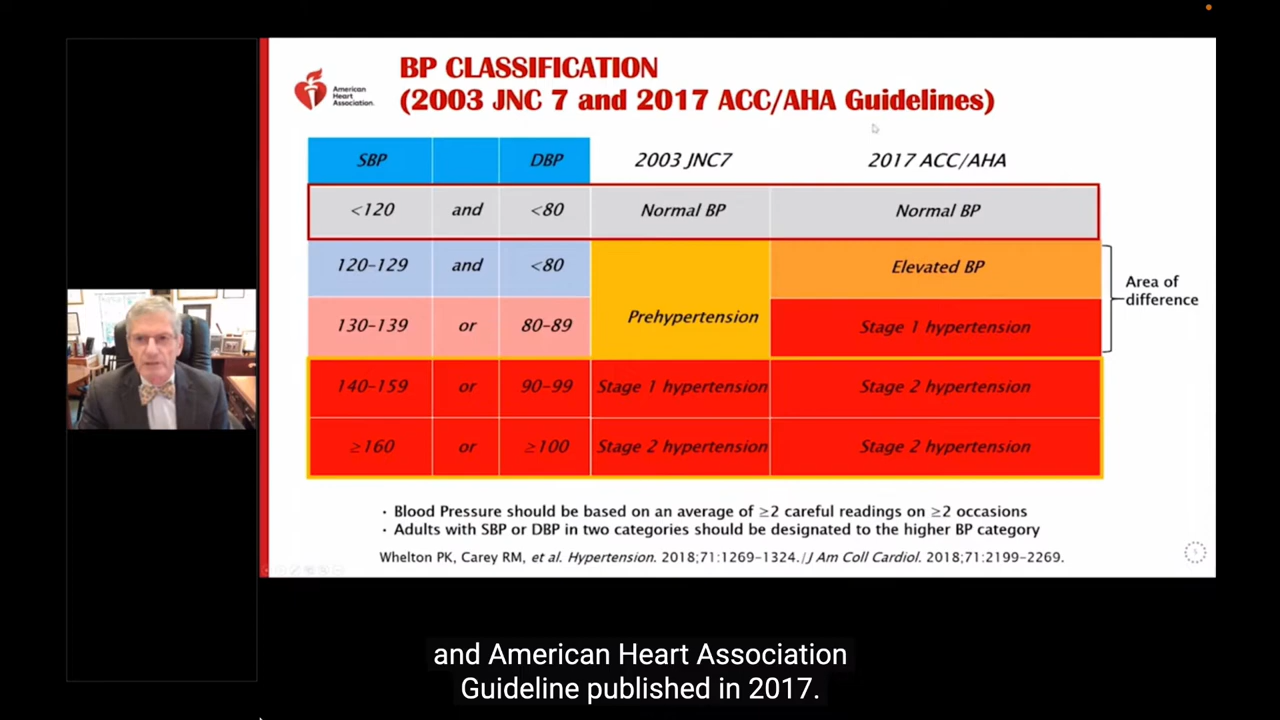 American
Heart
Association.
BP CLASSIFICATION
(2003 JNC 7 and 2017 ACC/AHA Guidelines)
SBP DBP 2003 JNC7 2017 ACC/AHA
<120 and <80 Normal BP Normal BP
120-129 and <80 Elevated BP
Prehypertension
130-139 or 80-89 Stage 1 hypertension
Area of
difference
140-159 or 90-99 Stage 1 hypertension Stage 2 hypertension
≥160 or ≥100 Stage 2 hypertension Stage 2 hypertension
· Blood Pressure should be based on an average of ≥2 careful readings on ≥2 occasions
· Adults with SBP or DBP in two categories should be designated to the higher BP category
Whelton PK, Carey RM, et al. Hypertension. 2018;71:1269-1324./J Am Coll Cardiol. 2018;71:2199-2269.
and American Heart Association
Guideline published in 2017.